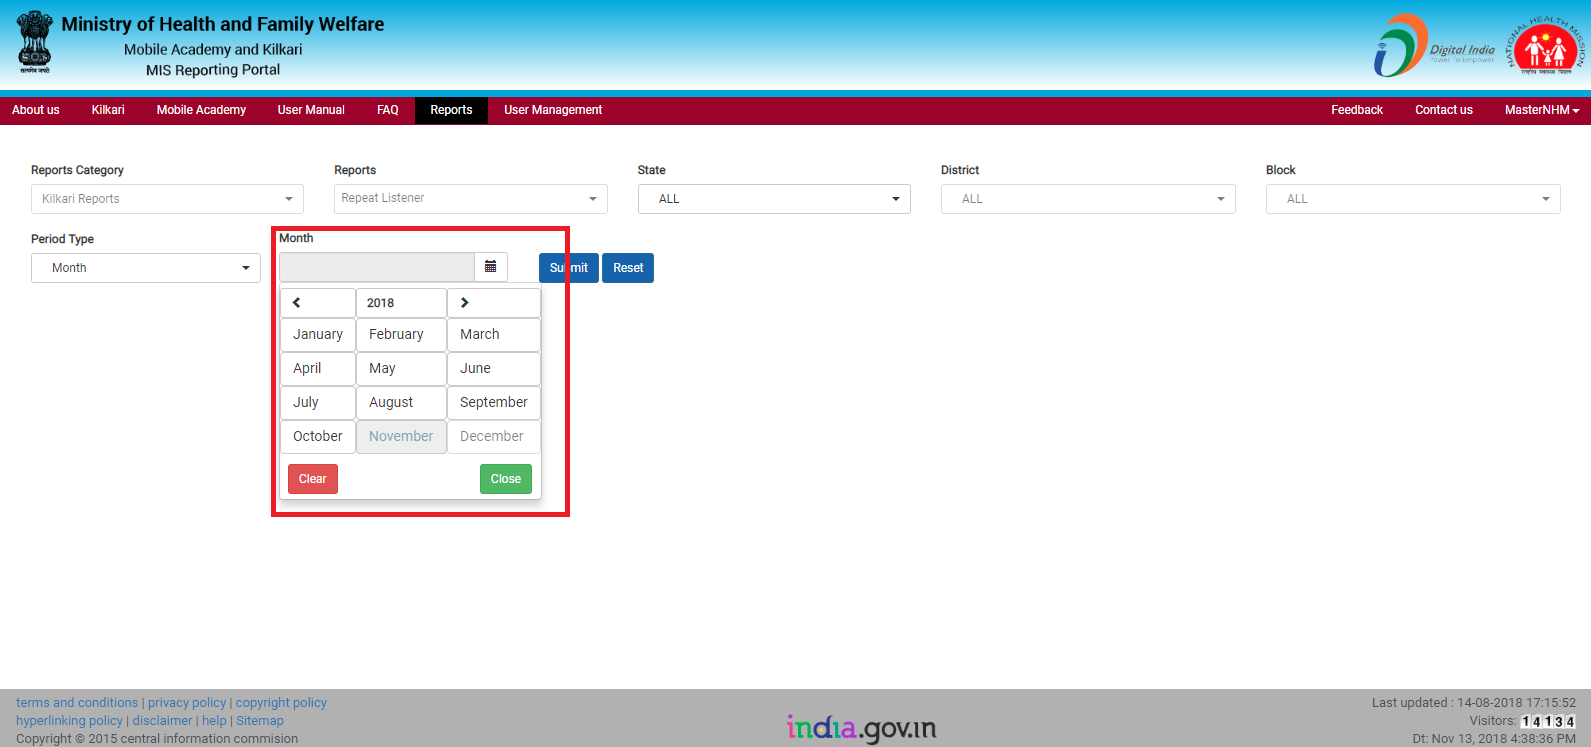 Ministry of Health and Family Welfare
Mobile Academy and Kilkari
MIS Reporting Portal
सत्यमेव जयते
Digital India
Power To Empower
NATIONAL HEALTH MISSION
राष्ट्रीय स्वास्थ्य मिशन
About us Kilkari Mobile Academy User Manual FAQ Reports User Management Feedback Contact us MasterNHM
Reports Category Reports State District Block
Kilkari Reports Repeat Listener ALL ALL ALL
Period Type Month
Month Submit Reset
2018
January February March
April May June
July August September
October November December
Clear Close
terms and conditions | privacy policy | copyright policy
hyperlinking policy | disclaimer | help | Sitemap
Copyright © 2015 central information commision
india.gov.in
Last updated : 14-08-2018 17:15:52
Visitors: 14134
Dt: Nov 13, 2018 4:38:36 PM